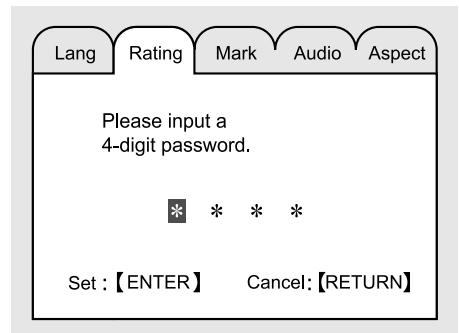 Lang Rating Mark Audio Aspect
Please input a
4-digit password.
* * * *
Set :【ENTER】 Cancel:【RETURN】